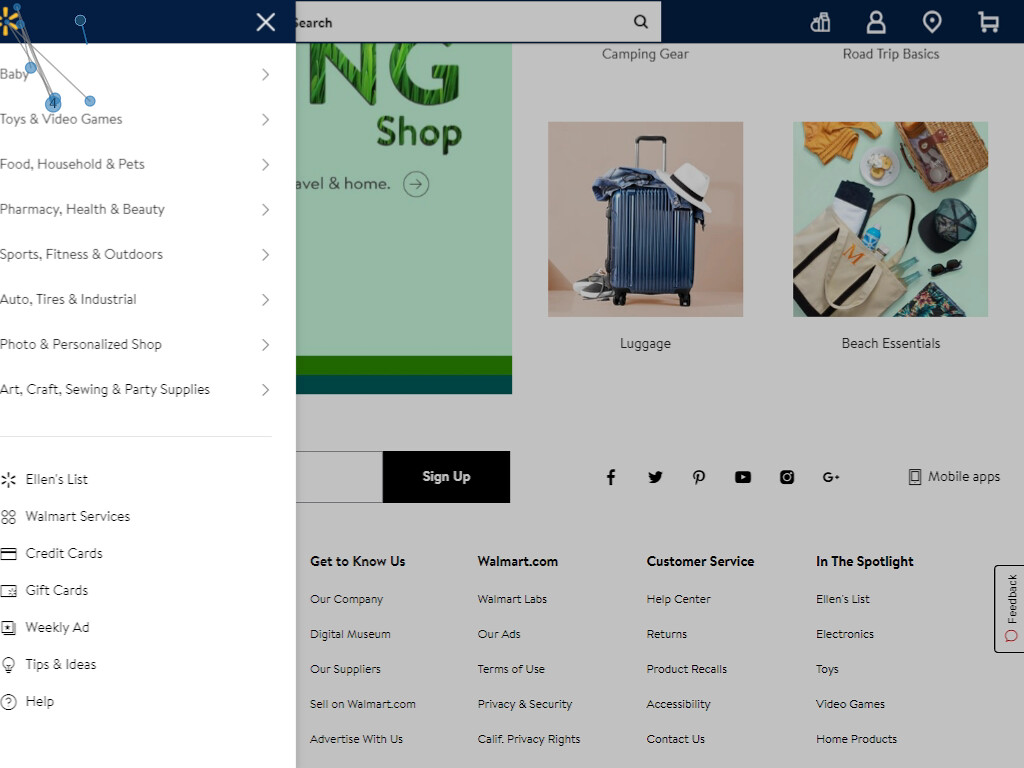 Search
Baby
4
Toys & Video Games
Food, Household & Pets
Pharmacy, Health & Beauty
Sports, Fitness & Outdoors
Auto, Tires & Industrial
Photo & Personalized Shop
Art, Craft, Sewing & Party Supplies
Ellen's List
Walmart Services
Credit Cards
Gift Cards
Weekly Ad
Tips & Ideas
Help
NG
Shop
avel & home.
Camping Gear
Road Trip Basics
M
Luggage
Beach Essentials
Sign Up
G+
Mobile apps
Get to Know Us
Our Company
Digital Museum
Our Suppliers
Sell on Walmart.com
Advertise With Us
Walmart.com
Walmart Labs
Our Ads
Terms of Use
Privacy & Security
Calif. Privacy Rights
Customer Service
Help Center
Returns
Product Recalls
Accessibility
Contact Us
In The Spotlight
Ellen's List
Electronics
Toys
Video Games
Home Products
Feedback